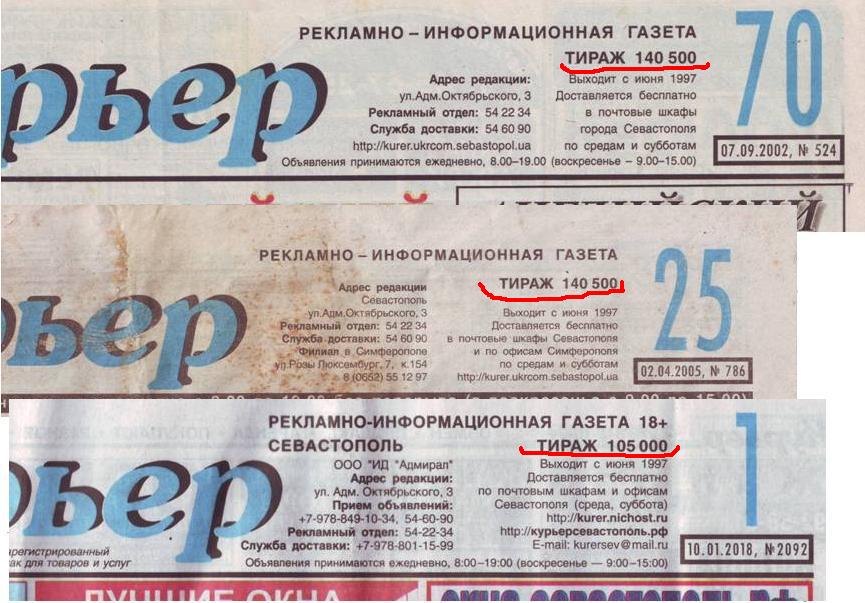 РЕКЛАМНО – ИНФОРМАЦИОННАЯ ГАЗЕТА
70
рьер
ТИРАЖ 140 500
Адрес редакции:
ул.Адм.Октябрьского, 3
Рекламный отдел: 54 22 34
Служба доставки: 54 60 90
http://kurer.ukrcom.sebastopol.ua
Выходит с июня 1997
Доставляется бесплатно
в почтовые шкафы
города Севастополя
по средам и субботам
Объявления принимаются ежедневно, 8.00–19.00 (воскресенье – 9.00–15.00)
07.09.2002, № 524
РЕКЛАМНО – ИНФОРМАЦИОННАЯ ГАЗЕТА
25
ьер
ТИРАЖ 140 500
Адрес редакции
Севастополь
ул.Адм.Октябрьского, 3
Рекламный отдел: 54 22 34
Служба доставки: 54 60 90
Филиал в Симферополе
ул.Розы Люксембург, 7, к.154
8 (0652) 55 12 97
Выходит с июня 1997
Доставляется бесплатно
в почтовые шкафы Севастополя
и по офисам Симферополя
по средам и субботам
http://kurer.ukrcom.sebastopol.ua
02.04.2005, № 786
РЕКЛАМНО-ИНФОРМАЦИОННАЯ ГАЗЕТА 18+
СЕВАСТОПОЛЬ
ТИРАЖ 105 000
1
ьер
ООО "ИД "Адмирал"
Адрес редакции:
ул. Адм. Октябрьского, 3
Прием объявлений:
+7-978-849-10-34, 54-60-90
Рекламный отдел: 54-22-34
Служба доставки: +7-978-801-15-99
Выходит с июня 1997
Доставляется бесплатно
по почтовым шкафам и офисам
Севастополя (среда, суббота)
http://kurer.nichost.ru
http://курьерсевастополь.рф
E-mail: kurersev@mail.ru
Объявления принимаются ежедневно, 8:00–19:00 (воскресенье — 9:00–15:00)
10.01.2018, №2092
арегистрированный
ак для товаров и услуг
ЛУЧШИЕ ОКНА